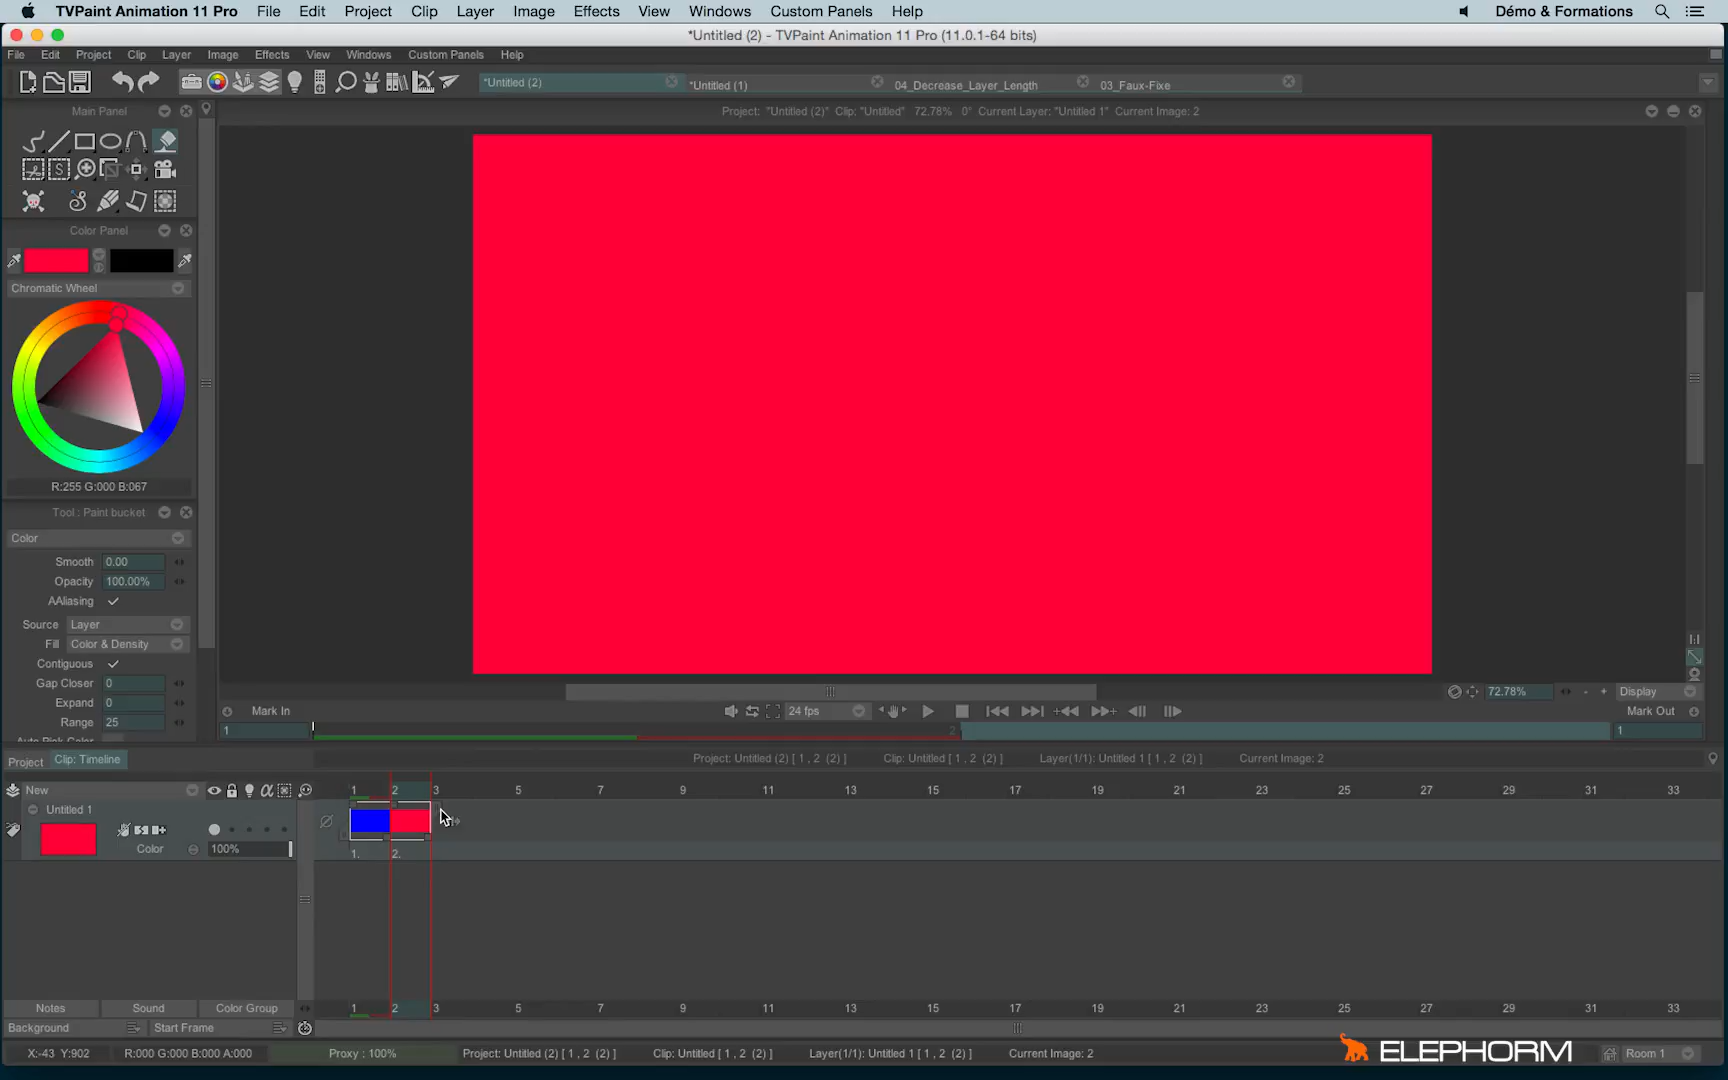 TVPaint Animation 11 Pro File Edit Project Clip Layer Image Effects View Windows Custom Panels Help Démo & Formations
*Untitled (2) - TVPaint Animation 11 Pro (11.0.1-64 bits)
File Edit Project Clip Layer Image Effects View Windows Custom Panels Help
*Untitled (2) *Untitled (1) 04_Decrease_Layer_Length 03_Faux-Fixe
Main Panel
Project: "Untitled (2)" Clip: "Untitled" 72.78% 0° Current Layer: "Untitled 1" Current Image: 2
Color Panel
Chromatic Wheel
R:255 G:000 B:067
Tool : Paint bucket
Color
Smooth 0.00
Opacity 100.00%
AAliasing
Source Layer
Fill Color & Density
Contiguous
Gap Closer 0
Expand 0
Range 25
Auto Pick Color
72.78% - + Display
1:1
Mark In 24 fps Mark Out
1 2 1
Project Clip: Timeline Project: Untitled (2) [ 1 , 2 (2) ] Clip: Untitled [ 1 , 2 (2) ] Layer(1/1): Untitled 1 [ 1 , 2 (2) ] Current Image: 2
New 1 2 3 5 7 9 11 13 15 17 19 21 23 25 27 29 31 33
Untitled 1
Color 100%
1. 2.
Notes Sound Color Group 1 2 3 5 7 9 11 13 15 17 19 21 23 25 27 29 31 33
Background Start Frame
X:-43 Y:902 R:000 G:000 B:000 A:000 Proxy : 100% Project: Untitled (2) [ 1 , 2 (2) ] Clip: Untitled [ 1 , 2 (2) ] Layer(1/1): Untitled 1 [ 1 , 2 (2) ] Current Image: 2 ELEPHORM Room 1